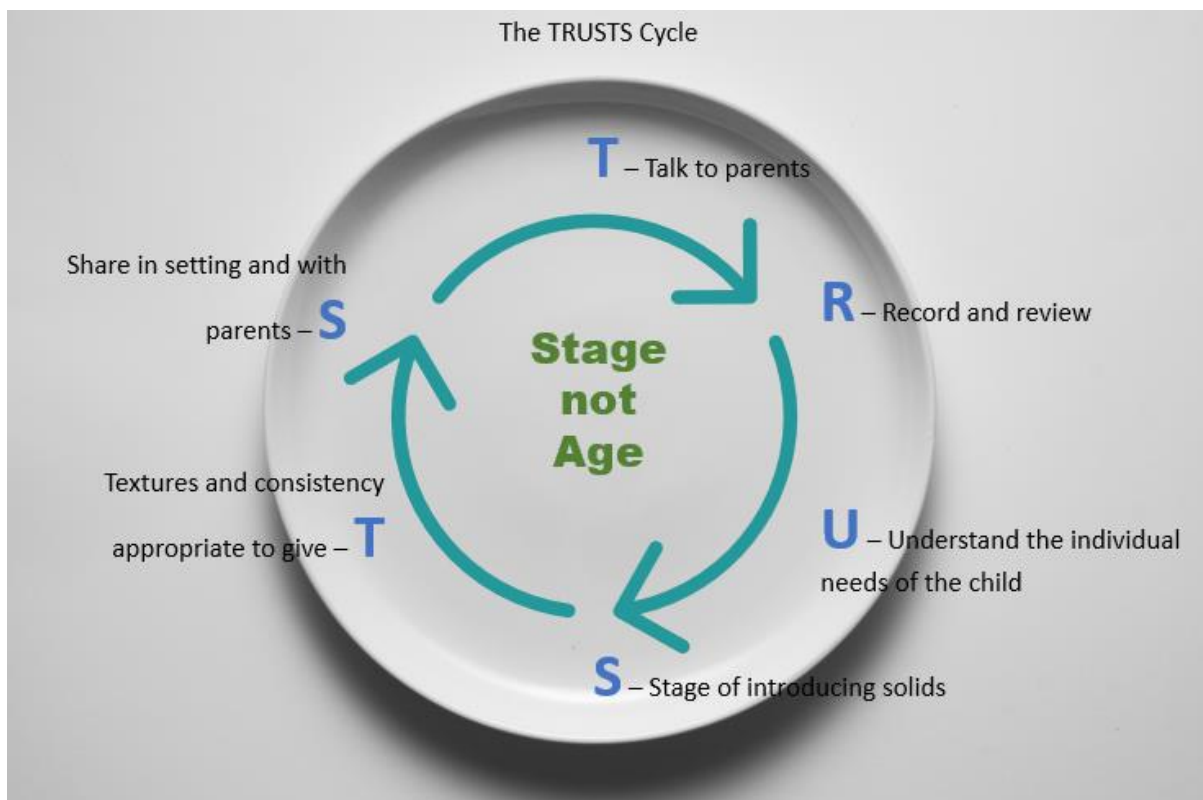 The TRUSTS Cycle
T – Talk to parents
R – Record and review
U – Understand the individual
needs of the child
S – Stage of introducing solids
Textures and consistency
appropriate to give – T
Share in setting and with
parents – S
Stage
not
Age